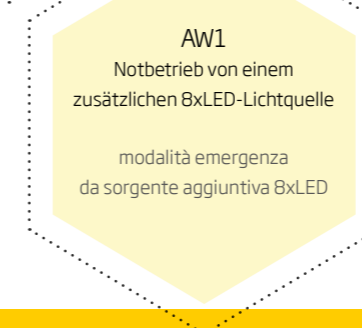 AW1
Notbetrieb von einem
zusätzlichen 8xLED-Lichtquelle
modalità emergenza
da sorgente aggiuntiva 8xLED